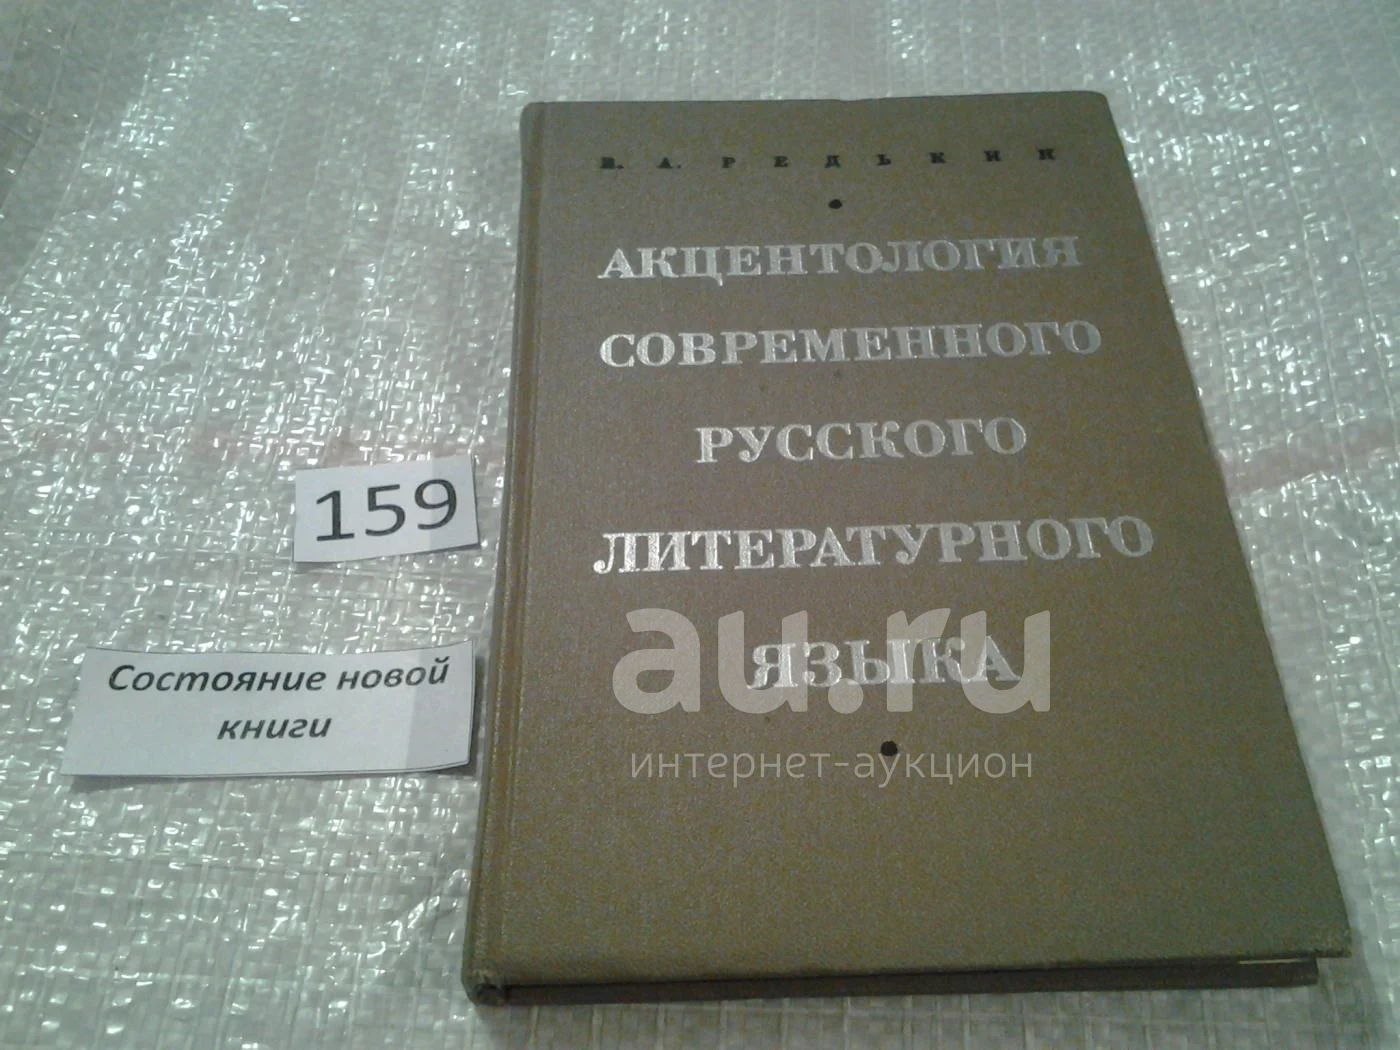 В. А. РЕДЬКИН
АКЦЕНТОЛОГИЯ
СОВРЕМЕННОГО
РУССКОГО
ЛИТЕРАТУРНОГО
ЯЗЫКА
159
Состояние новой
книги
au.ru
интернет-аукцион